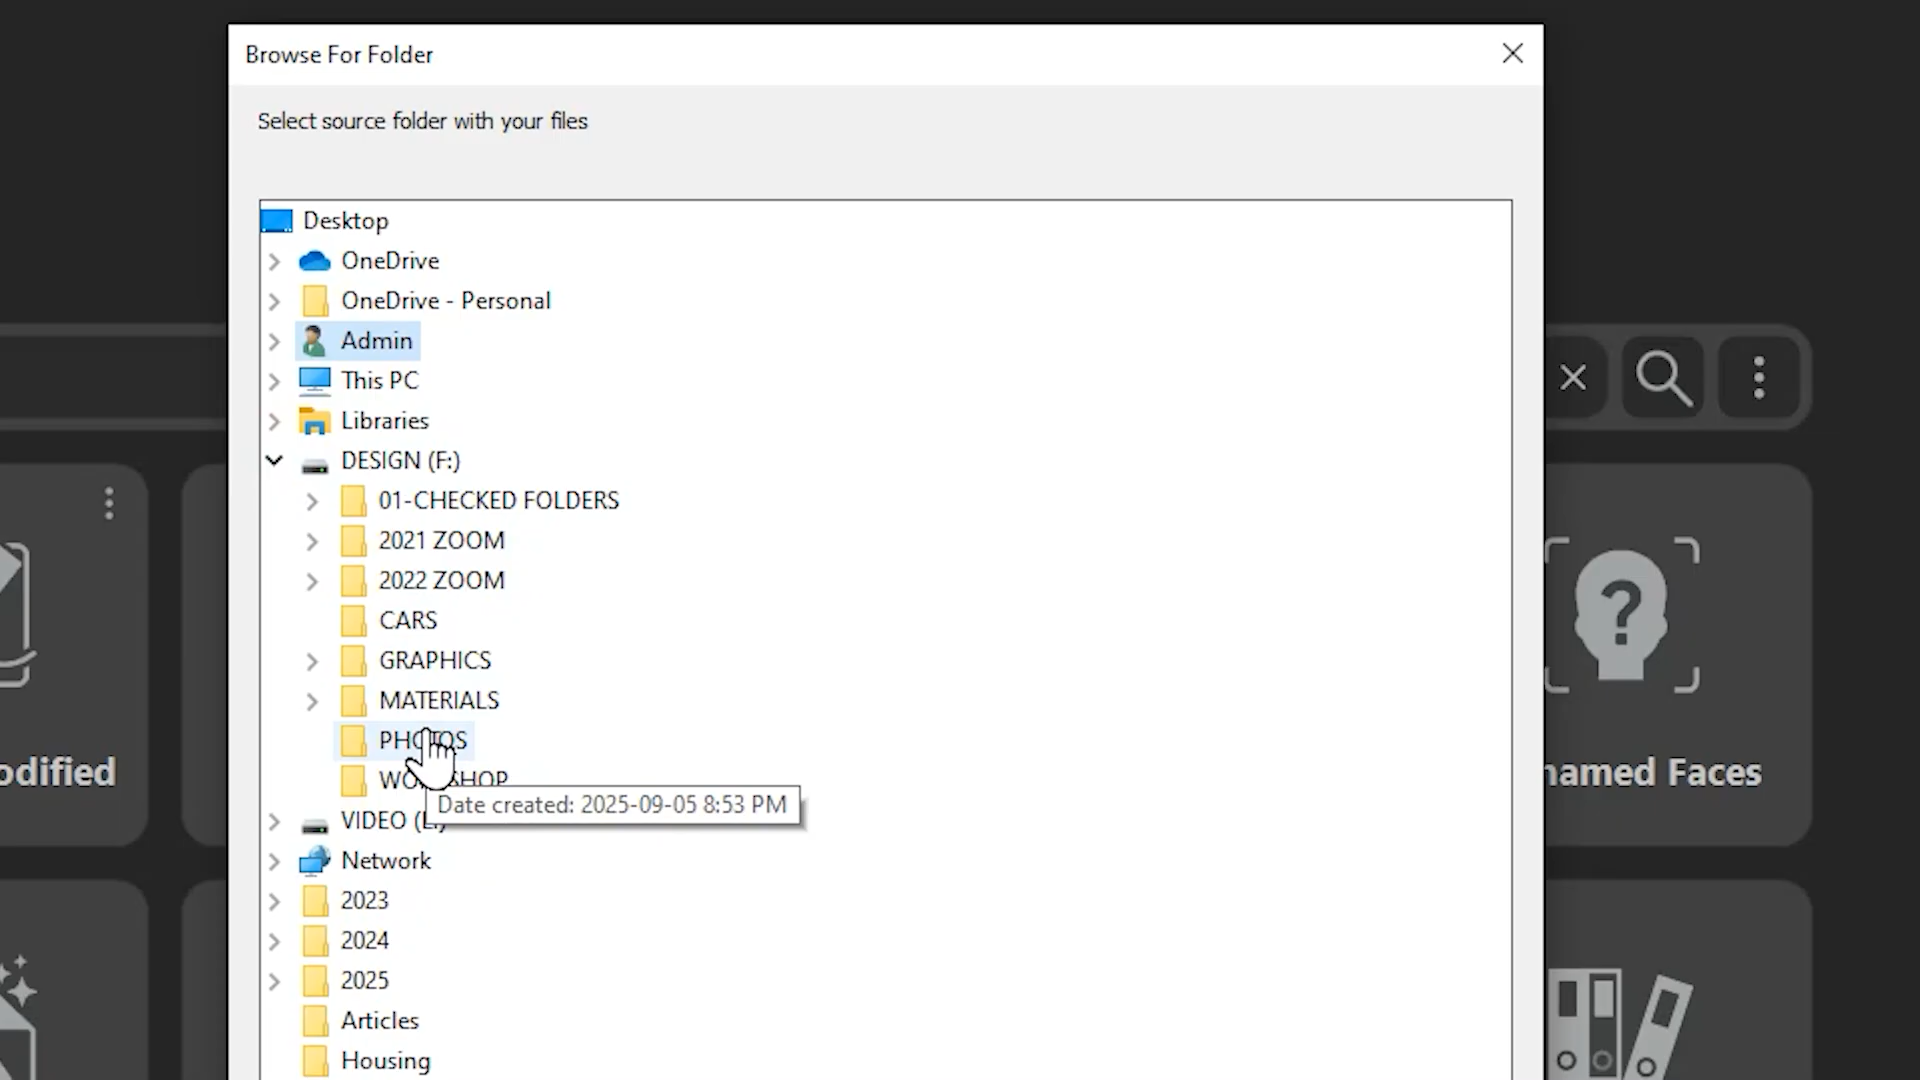 Browse For Folder
Select source folder with your files
Desktop
OneDrive
OneDrive - Personal
Admin
This PC
Libraries
DESIGN (F:)
01-CHECKED FOLDERS
2021 ZOOM
2022 ZOOM
CARS
GRAPHICS
MATERIALS
PHOTOS
Date created: 2025-09-05 8:53 PM
VIDEO
Network
2023
2024
2025
Articles
Housing
odified
named Faces